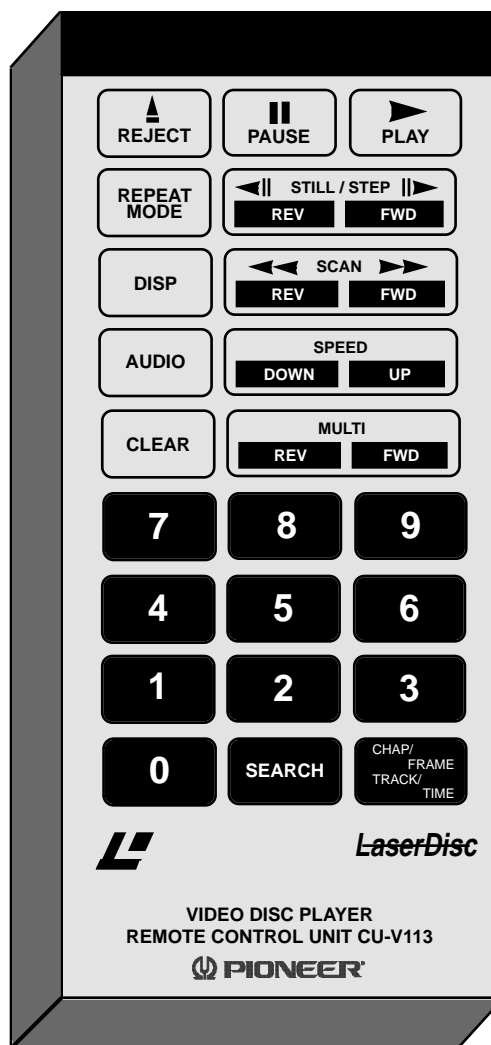 REJECT PAUSE PLAY
REPEAT
MODE
STILL / STEP
REV FWD
DISP
SCAN
REV FWD
AUDIO
SPEED
DOWN UP
CLEAR
MULTI
REV FWD
7 8 9
4 5 6
1 2 3
0 SEARCH
CHAP/
FRAME
TRACK/
TIME
LaserDisc
VIDEO DISC PLAYER
REMOTE CONTROL UNIT CU-V113
PIONEER